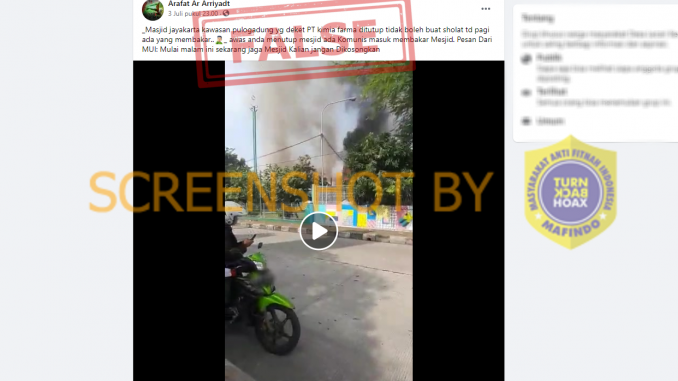 Arafat Ar Arriyadt
3 Juli pukul 23.00
_Masjid jayakarta kawasan pulogadung yg deket PT kimia farma ditutup tidak boleh buat sholat td pagi
ada yang membakar.. _ awas anda menutup mesjid ada Komunis masuk membakar Mesjid, Pesan Dari
MUI: Mulai malam ini sekarang jaga Mesjid Kalian jangan Dikosongkan
FALSE
SCREENSHOT BY
MASYARAKAT ANTI FITNAH INDONESIA
TURN
BACK
HOAX
MAFINDO
Tentang
Publik
Terlihat
Umum